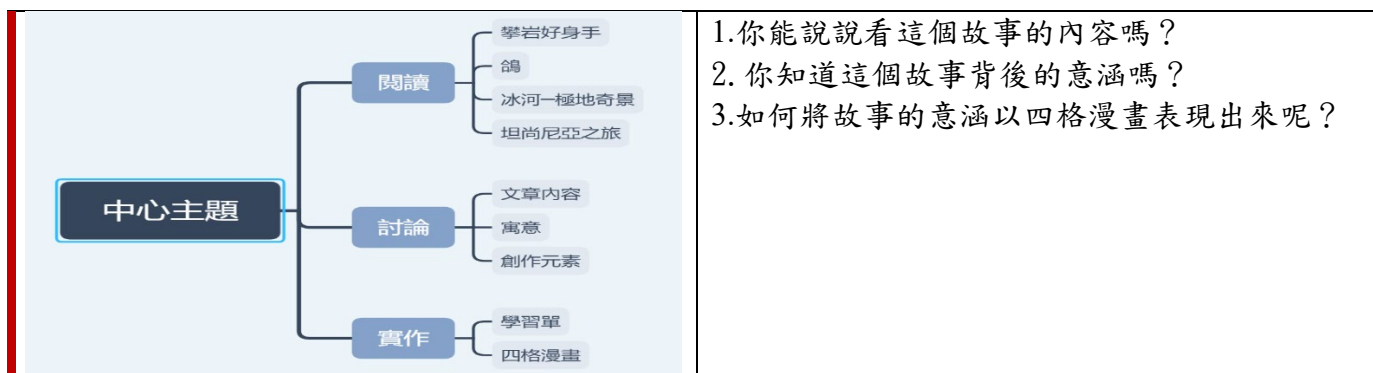 中心主題
閱讀
攀岩好身手
鴿
冰河—極地奇景
坦尚尼亞之旅
討論
文章內容
寓意
創作元素
實作
學習單
四格漫畫
1.你能說說看這個故事的內容嗎？
2. 你知道這個故事背後的意涵嗎？
3.如何將故事的意涵以四格漫畫表現出來呢？